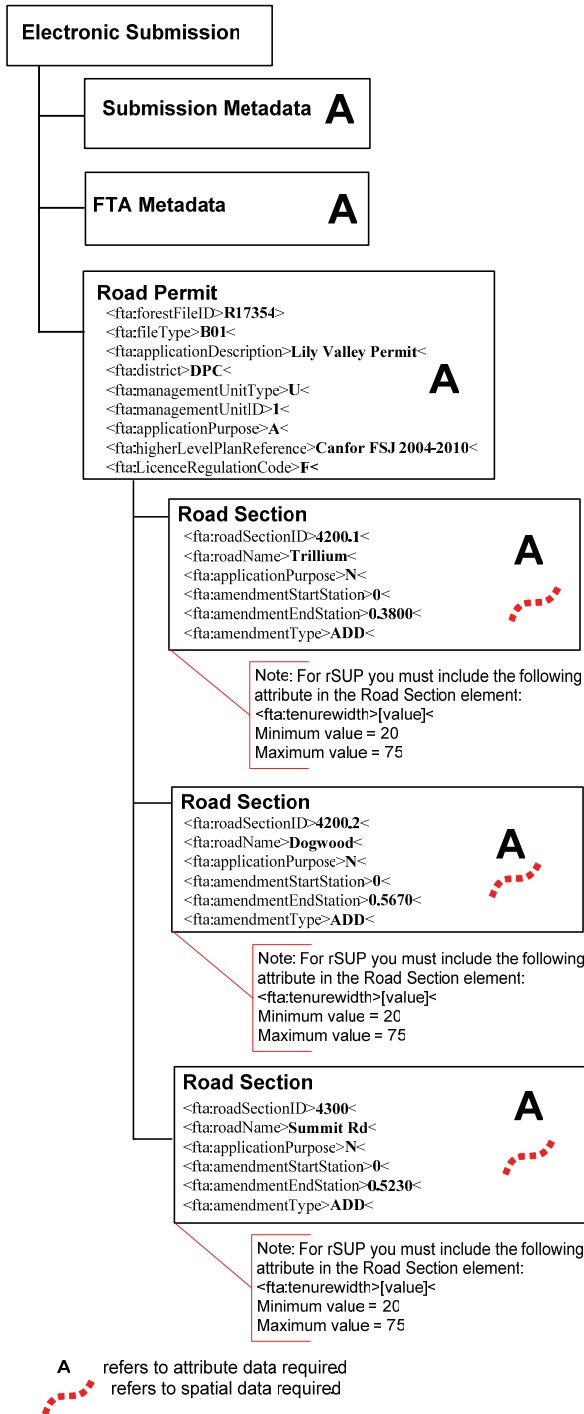 Electronic Submission
Submission Metadata A
FTA Metadata A
Road Permit
<fta:forestFileID>R17354>
<fta:fileType>B01<
<fta:applicationDescription>Lily Valley Permit<
<fta:district>DPC<
<fta:managementUnitType>U<
<fta:managementUnitID>1<
<fta:applicationPurpose>A<
<fta:higherLevelPlanReference>Canfor FSJ 2004-2010<
<fta:LicenceRegulationCode>F<
A
Road Section
<fta:roadSectionID>4200.1<
<fta:roadName>Trillium<
<fta:applicationPurpose>N<
<fta:amendmentStartStation>0<
<fta:amendmentEndStation>0.3800<
<fta:amendmentType>ADD<
A
Note: For rSUP you must include the following
attribute in the Road Section element:
<fta:tenurewidth>[value]<
Minimum value = 20
Maximum value = 75
Road Section
<fta:roadSectionID>4200.2<
<fta:roadName>Dogwood<
<fta:applicationPurpose>N<
<fta:amendmentStartStation>0<
<fta:amendmentEndStation>0.5670<
<fta:amendmentType>ADD<
A
Note: For rSUP you must include the following
attribute in the Road Section element:
<fta:tenurewidth>[value]<
Minimum value = 20
Maximum value = 75
Road Section
<fta:roadSectionID>4300<
<fta:roadName>Summit Rd<
<fta:applicationPurpose>N<
<fta:amendmentStartStation>0<
<fta:amendmentEndStation>0.5230<
<fta:amendmentType>ADD<
A
Note: For rSUP you must include the following
attribute in the Road Section element:
<fta:tenurewidth>[value]<
Minimum value = 20
Maximum value = 75
A refers to attribute data required
refers to spatial data required